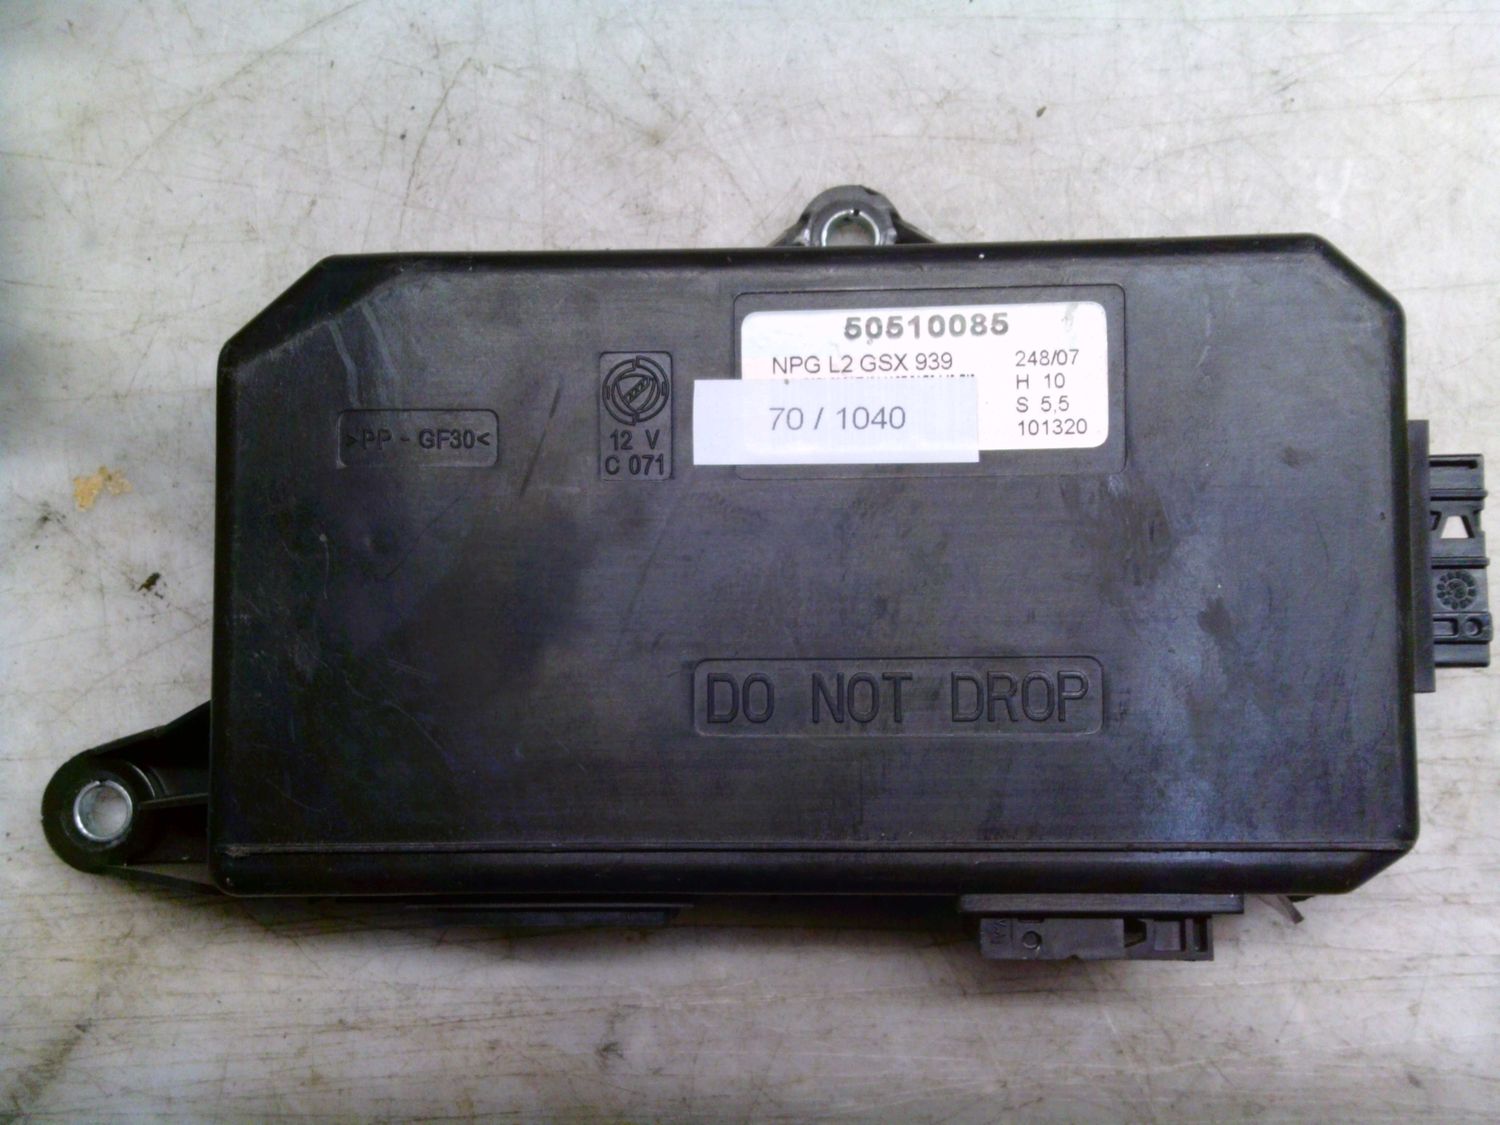 50510085
NPG L2 GSX 939
248/07
H 10
S 5,5
101320
70 / 1040
>PP - GF30<
12 V
C 071
DO NOT DROP